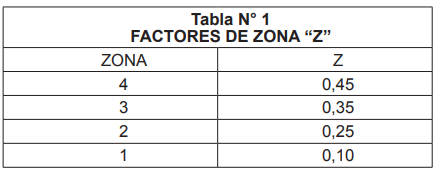 Tabla N° 1
FACTORES DE ZONA “Z”
ZONA Z
4 0,45
3 0,35
2 0,25
1 0,10